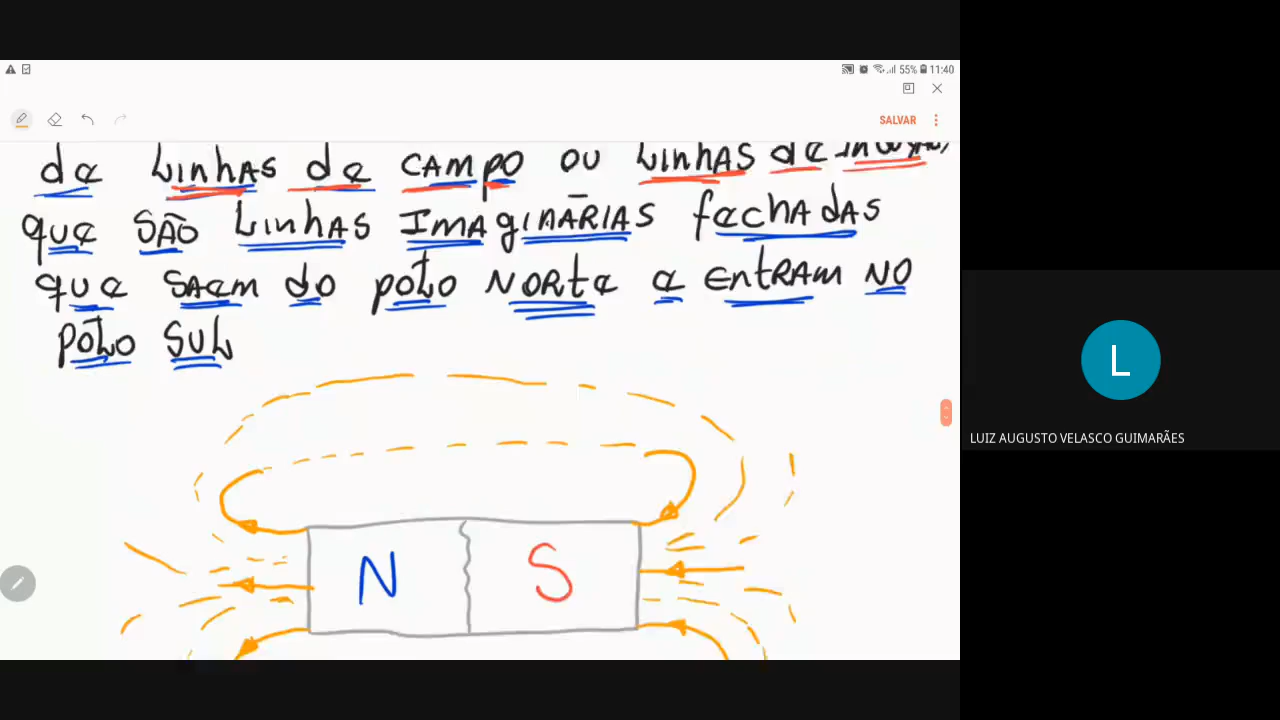 55% 11:40
SALVAR
de Linhas de CAMPO OU Linhas de
que SÃO Linhas IMAGINÁRIAS fechadas
que SAEM do polo NORTE e ENTRAM NO
polo SUL
N S
L
LUIZ AUGUSTO VELASCO GUIMARÃES